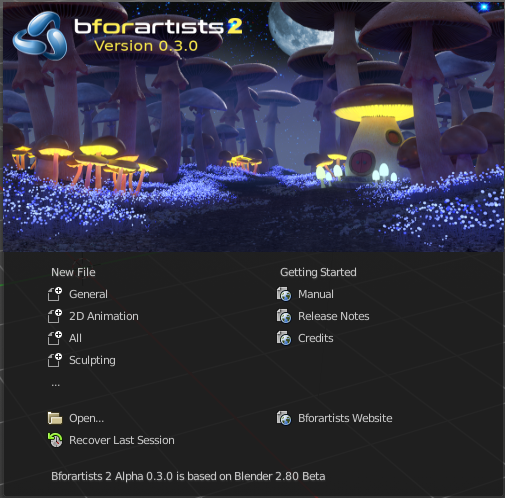 bforartists 2
Version 0.3.0
New File
Getting Started
General
Manual
2D Animation
Release Notes
All
Credits
Sculpting
...
Open...
Bforartists Website
Recover Last Session
Bforartists 2 Alpha 0.3.0 is based on Blender 2.80 Beta